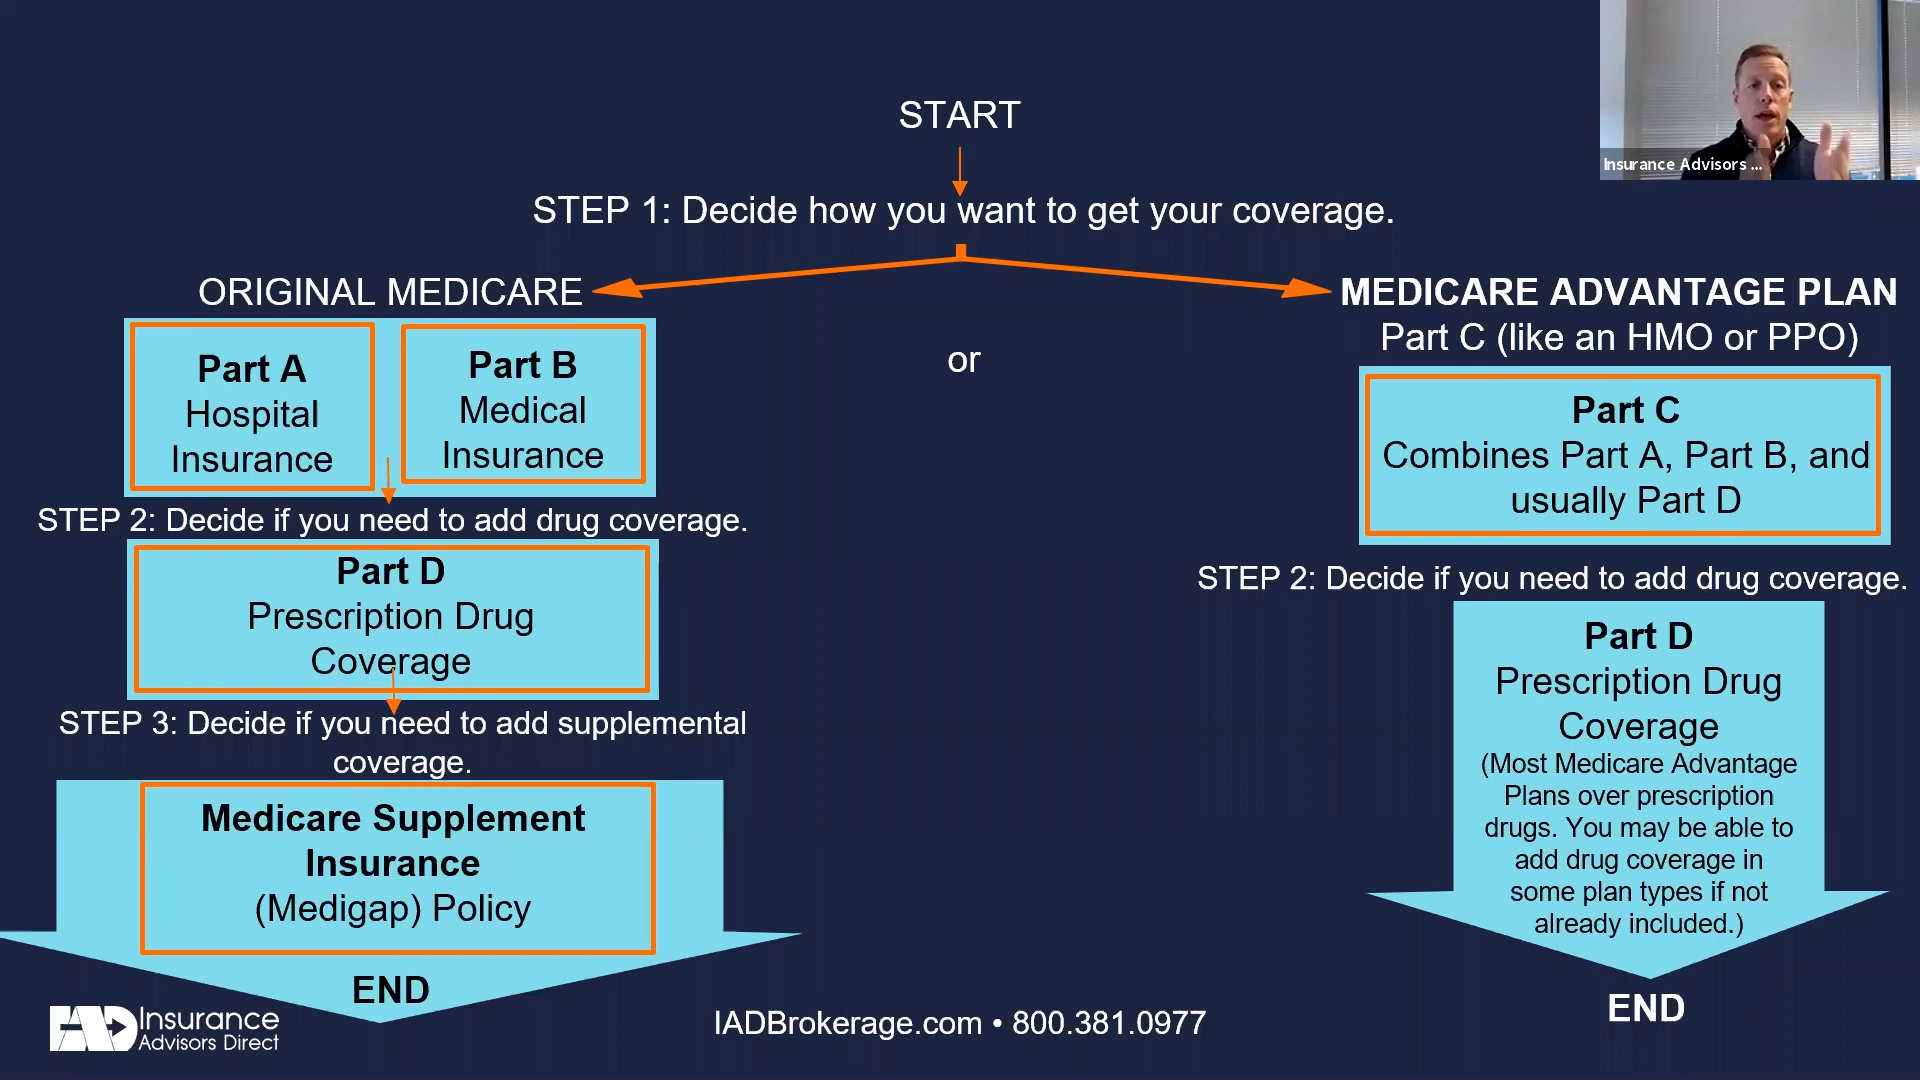 Insurance Advisors ...
START
STEP 1: Decide how you want to get your coverage.
ORIGINAL MEDICARE
Part A
Hospital
Insurance
Part B
Medical
Insurance
STEP 2: Decide if you need to add drug coverage.
Part D
Prescription Drug
Coverage
STEP 3: Decide if you need to add supplemental
coverage.
Medicare Supplement
Insurance
(Medigap) Policy
END
or
MEDICARE ADVANTAGE PLAN
Part C (like an HMO or PPO)
Part C
Combines Part A, Part B, and
usually Part D
STEP 2: Decide if you need to add drug coverage.
Part D
Prescription Drug
Coverage
(Most Medicare Advantage
Plans over prescription
drugs. You may be able to
add drug coverage in
some plan types if not
already included.)
END
IAD Insurance
Advisors Direct
IADBrokerage.com • 800.381.0977